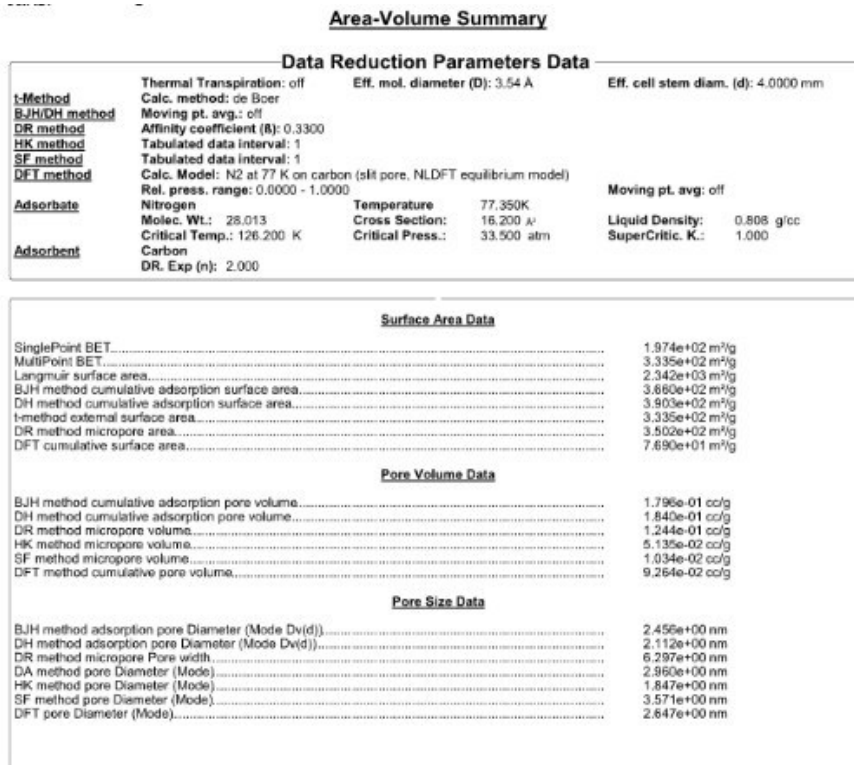 Area-Volume Summary
Data Reduction Parameters Data
Thermal Transpiration: off Eff. mol. diameter (D): 3.54 Å Eff. cell stem diam. (d): 4.0000 mm
t-Method Calc. method: de Boer
BJH/DH method Moving pt. avg.: off
DR method Affinity coefficient (ß): 0.3300
HK method Tabulated data interval: 1
SF method Tabulated data interval: 1
DFT method Calc. Model: N2 at 77 K on carbon (slit pore, NLDFT equilibrium model)
Rel. press. range: 0.0000 - 1.0000 Moving pt. avg: off
Adsorbate Nitrogen Temperature 77.350K
Molec. Wt.: 28.013 Cross Section: 16.200 Å² Liquid Density: 0.808 g/cc
Critical Temp.: 126.200 K Critical Press.: 33.500 atm SuperCritic. K.: 1.000
Adsorbent Carbon
DR. Exp (n): 2.000
Surface Area Data
SinglePoint BET 1.974e+02 m²/g
MultiPoint BET 3.335e+02 m²/g
Langmuir surface area 2.342e+03 m²/g
BJH method cumulative adsorption surface area 3.660e+02 m²/g
DH method cumulative adsorption surface area 3.903e+02 m²/g
t-method external surface area 3.335e+02 m²/g
DR method micropore area 3.502e+02 m²/g
DFT cumulative surface area 7.690e+01 m²/g
Pore Volume Data
BJH method cumulative adsorption pore volume 1.796e-01 cc/g
DH method cumulative adsorption pore volume 1.840e-01 cc/g
DR method micropore volume 1.244e-01 cc/g
HK method micropore volume 5.135e-02 cc/g
SF method micropore volume 1.034e-02 cc/g
DFT method cumulative pore volume 9.264e-02 cc/g
Pore Size Data
BJH method adsorption pore Diameter (Mode Dv(d)) 2.456e+00 nm
DH method adsorption pore Diameter (Mode Dv(d)) 2.112e+00 nm
DR method micropore Pore width 6.297e+00 nm
DA method pore Diameter (Mode) 2.960e+00 nm
HK method pore Diameter (Mode) 1.847e+00 nm
SF method pore Diameter (Mode) 3.571e+00 nm
DFT pore Diameter (Mode) 2.647e+00 nm